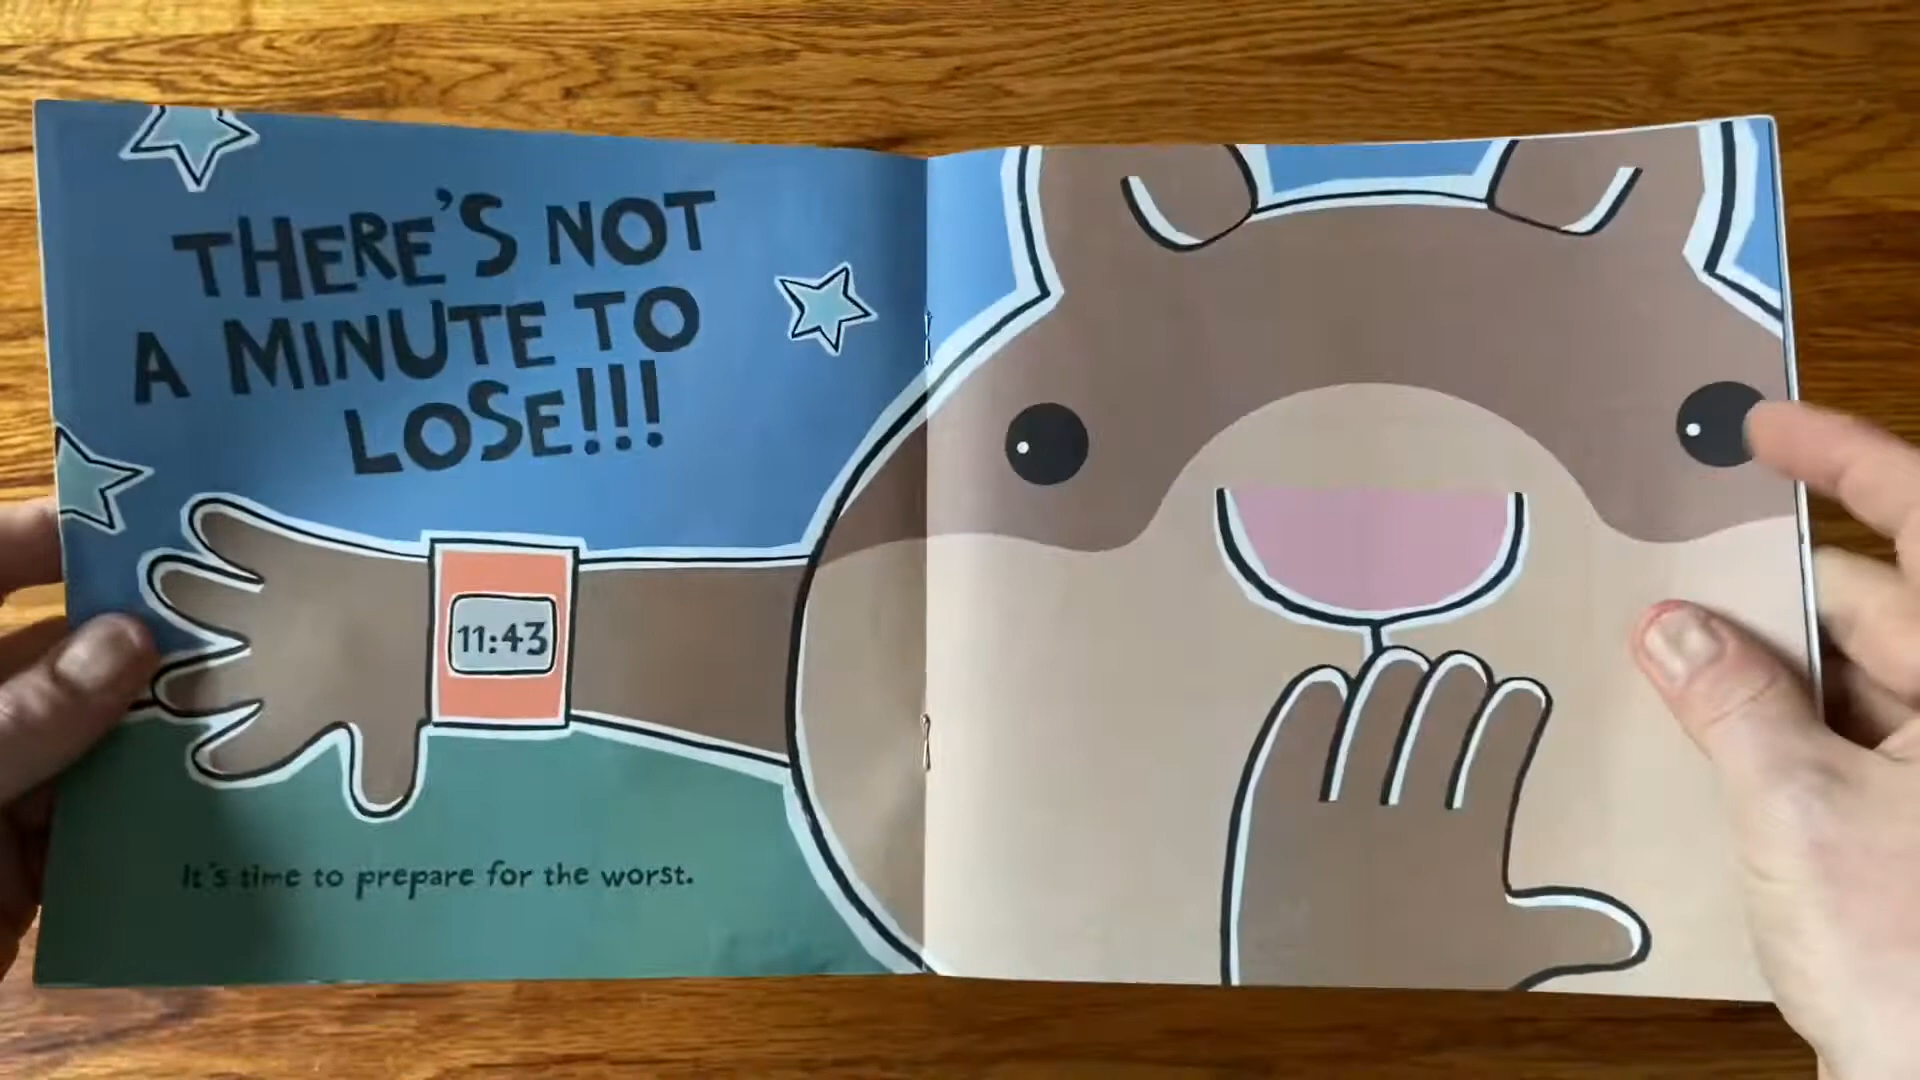 THERE'S NOT
A MINUTE TO
LOSE!!!
11:43
It's time to prepare for the worst.